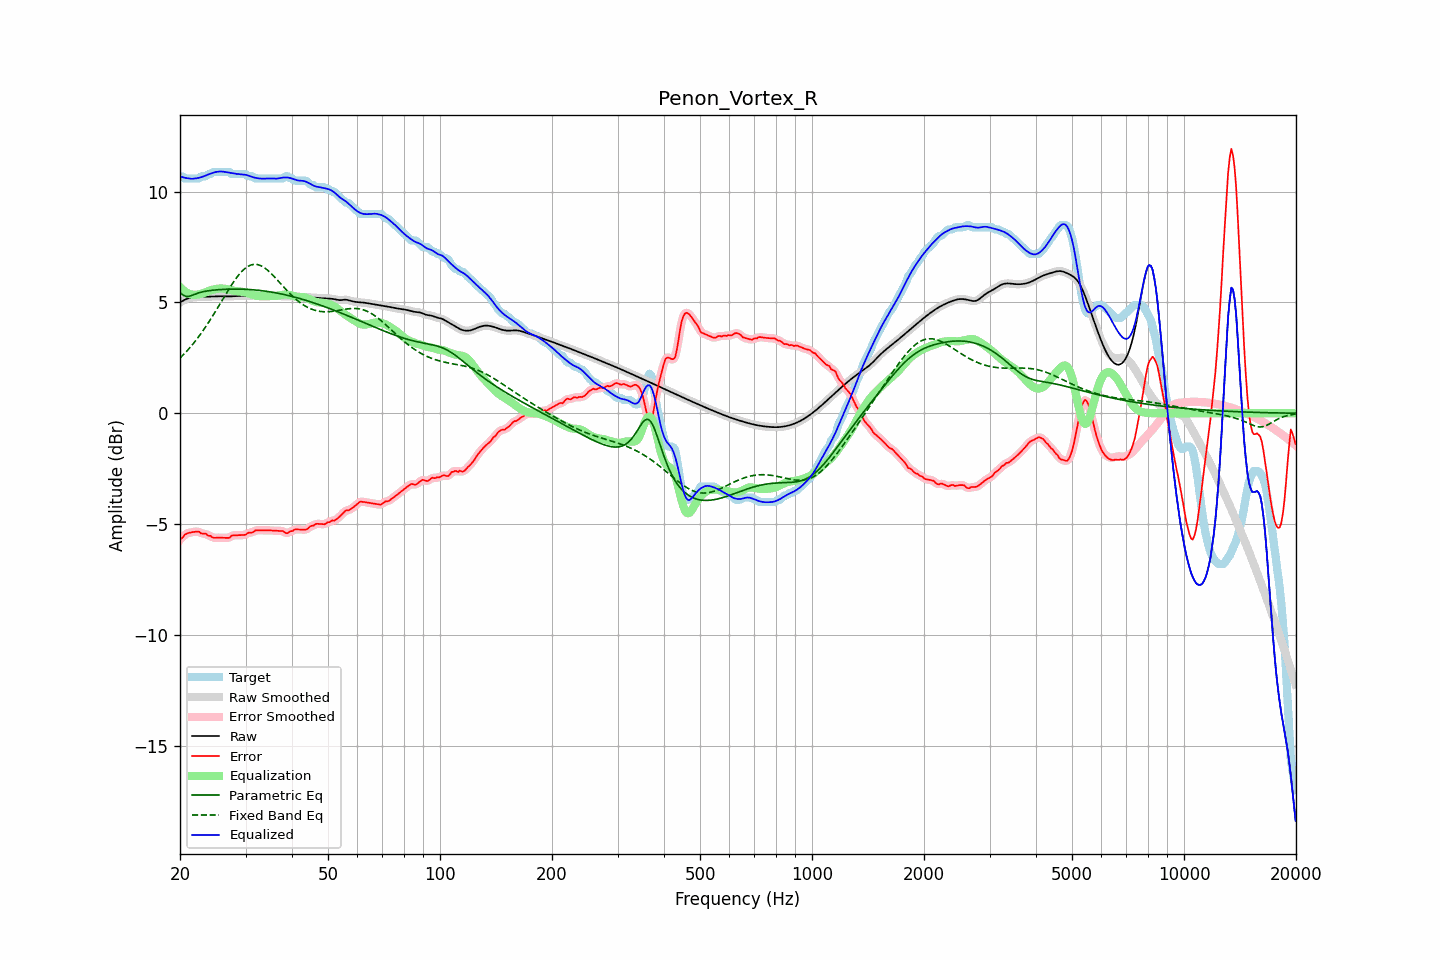 Penon_Vortex_R
Amplitude (dBr)
10
5
0
−5
−10
−15
Target
Raw Smoothed
Error Smoothed
Raw
Error
Equalization
Parametric Eq
Fixed Band Eq
Equalized
20 50 100 200 500 1000 2000 5000 10000 20000
Frequency (Hz)